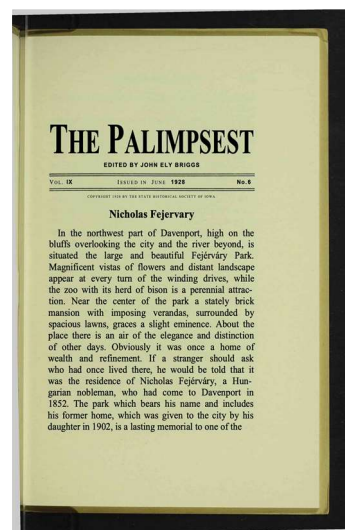 THE PALIMPSEST
EDITED BY JOHN ELY BRIGGS
VOL. IX ISSUED IN JUNE 1928 No.6
COPYRIGHT 1928 BY THE STATE HISTORICAL SOCIETY OF IOWA
Nicholas Fejervary
In the northwest part of Davenport, high on the
bluffs overlooking the city and the river beyond, is
situated the large and beautiful Fejérváry Park.
Magnificent vistas of flowers and distant landscape
appear at every turn of the winding drives, while
the zoo with its herd of bison is a perennial attrac-
tion. Near the center of the park a stately brick
mansion with imposing verandas, surrounded by
spacious lawns, graces a slight eminence. About the
place there is an air of the elegance and distinction
of other days. Obviously it was once a home of
wealth and refinement. If a stranger should ask
who had once lived there, he would be told that it
was the residence of Nicholas Fejérváry, a Hun-
garian nobleman, who had come to Davenport in
1852. The park which bears his name and includes
his former home, which was given to the city by his
daughter in 1902, is a lasting memorial to one of the